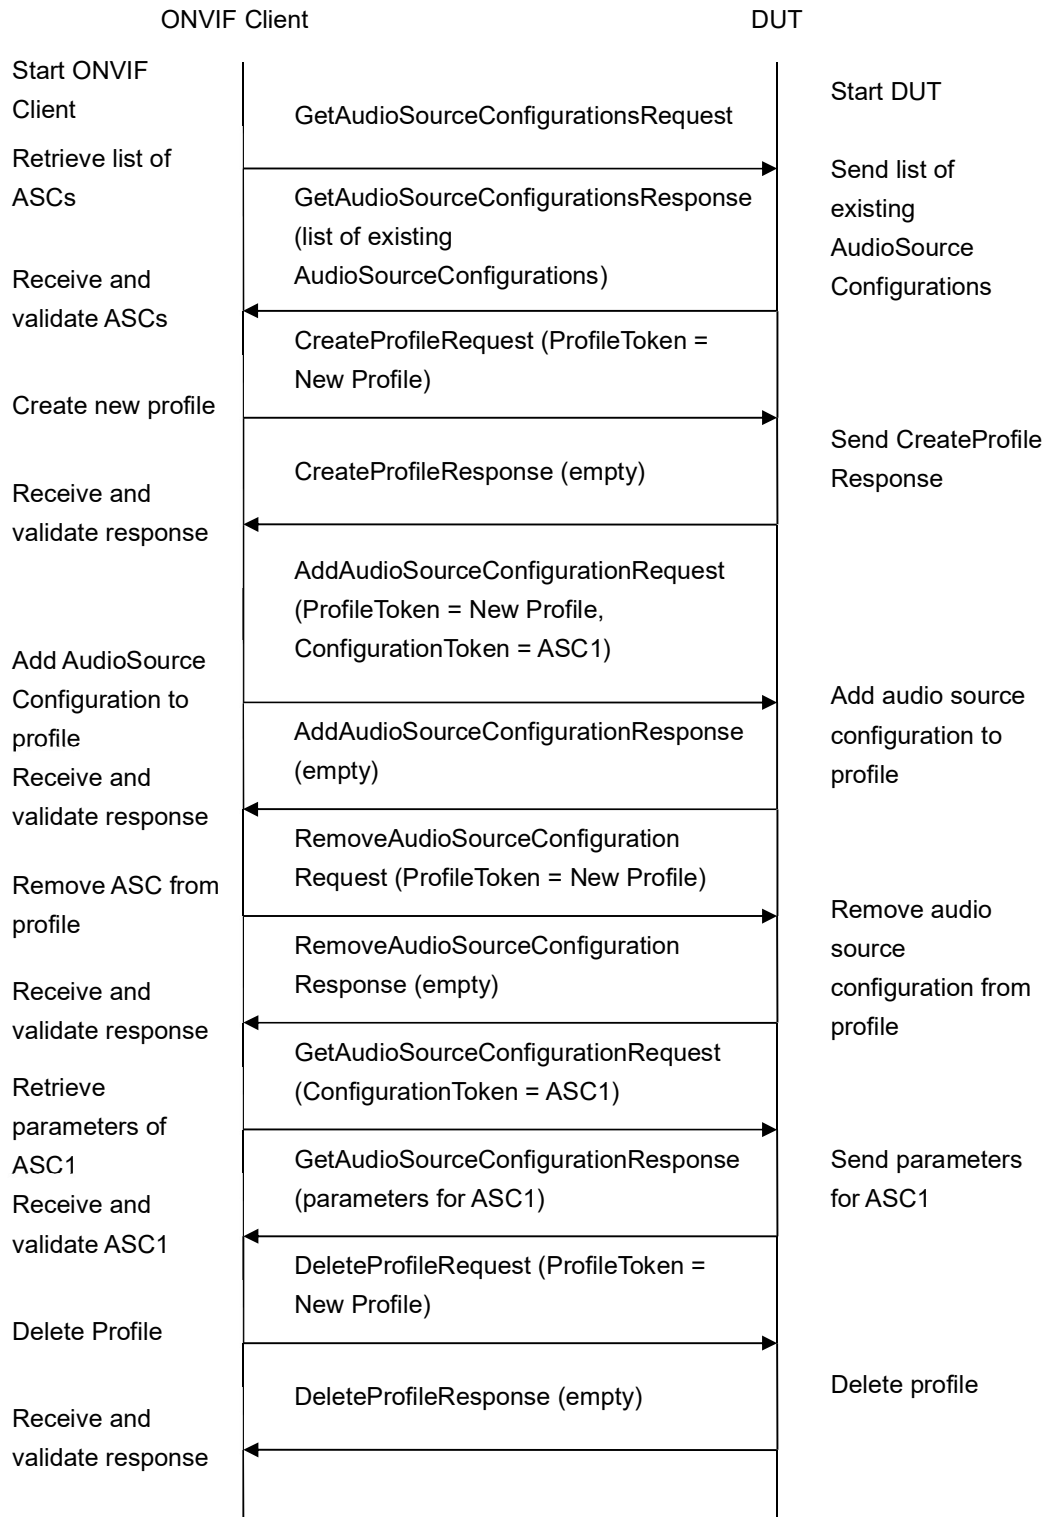 ONVIF Client
DUT
Start ONVIF
Client
Start DUT
GetAudioSourceConfigurationsRequest
Retrieve list of
ASCs
Send list of
existing
AudioSource
Configurations
GetAudioSourceConfigurationsResponse
(list of existing
AudioSourceConfigurations)
Receive and
validate ASCs
CreateProfileRequest (ProfileToken =
New Profile)
Create new profile
Send CreateProfile
Response
CreateProfileResponse (empty)
Receive and
validate response
AddAudioSourceConfigurationRequest
(ProfileToken = New Profile,
ConfigurationToken = ASC1)
Add AudioSource
Configuration to
profile
Add audio source
configuration to
profile
AddAudioSourceConfigurationResponse
(empty)
Receive and
validate response
RemoveAudioSourceConfiguration
Request (ProfileToken = New Profile)
Remove ASC from
profile
Remove audio
source
configuration from
profile
RemoveAudioSourceConfiguration
Response (empty)
Receive and
validate response
GetAudioSourceConfigurationRequest
(ConfigurationToken = ASC1)
Retrieve
parameters of
ASC1
Send parameters
for ASC1
GetAudioSourceConfigurationResponse
(parameters for ASC1)
Receive and
validate ASC1
DeleteProfileRequest (ProfileToken =
New Profile)
Delete Profile
Delete profile
DeleteProfileResponse (empty)
Receive and
validate response